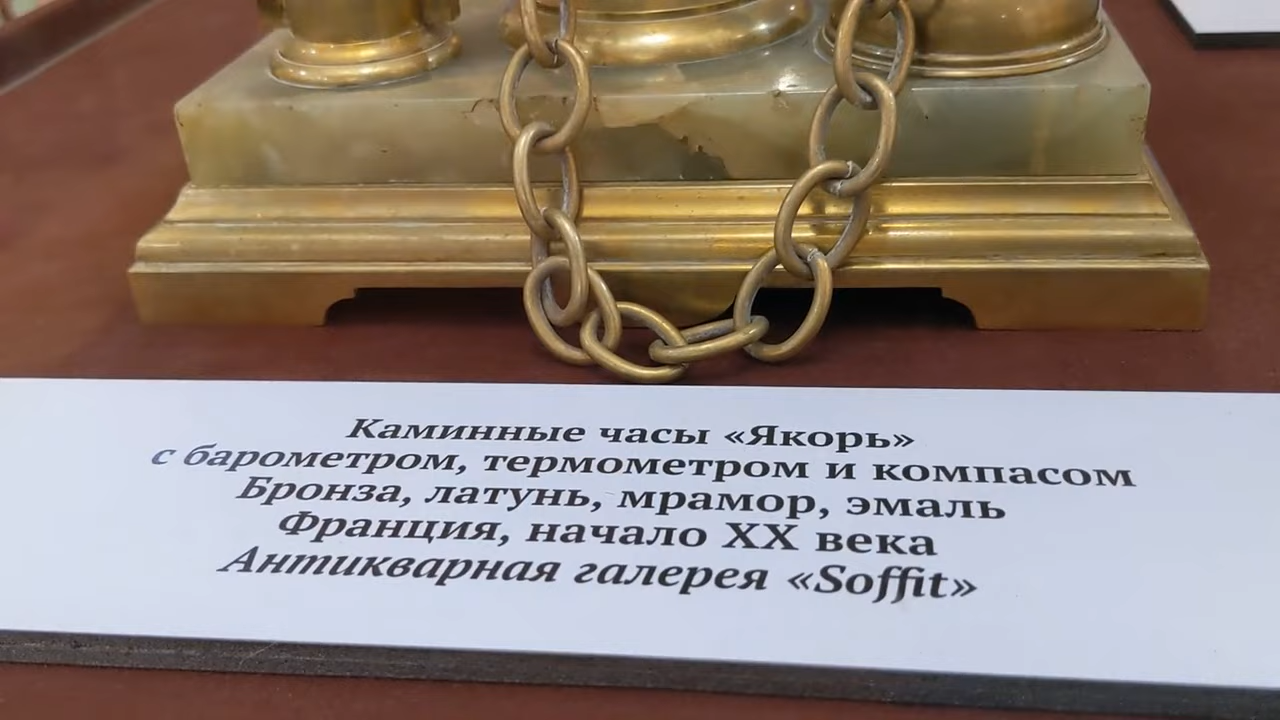 Каминные часы «Якорь»
с барометром, термометром и компасом
Бронза, латунь, мрамор, эмаль
Франция, начало XX века
Антикварная галерея «Soffit»